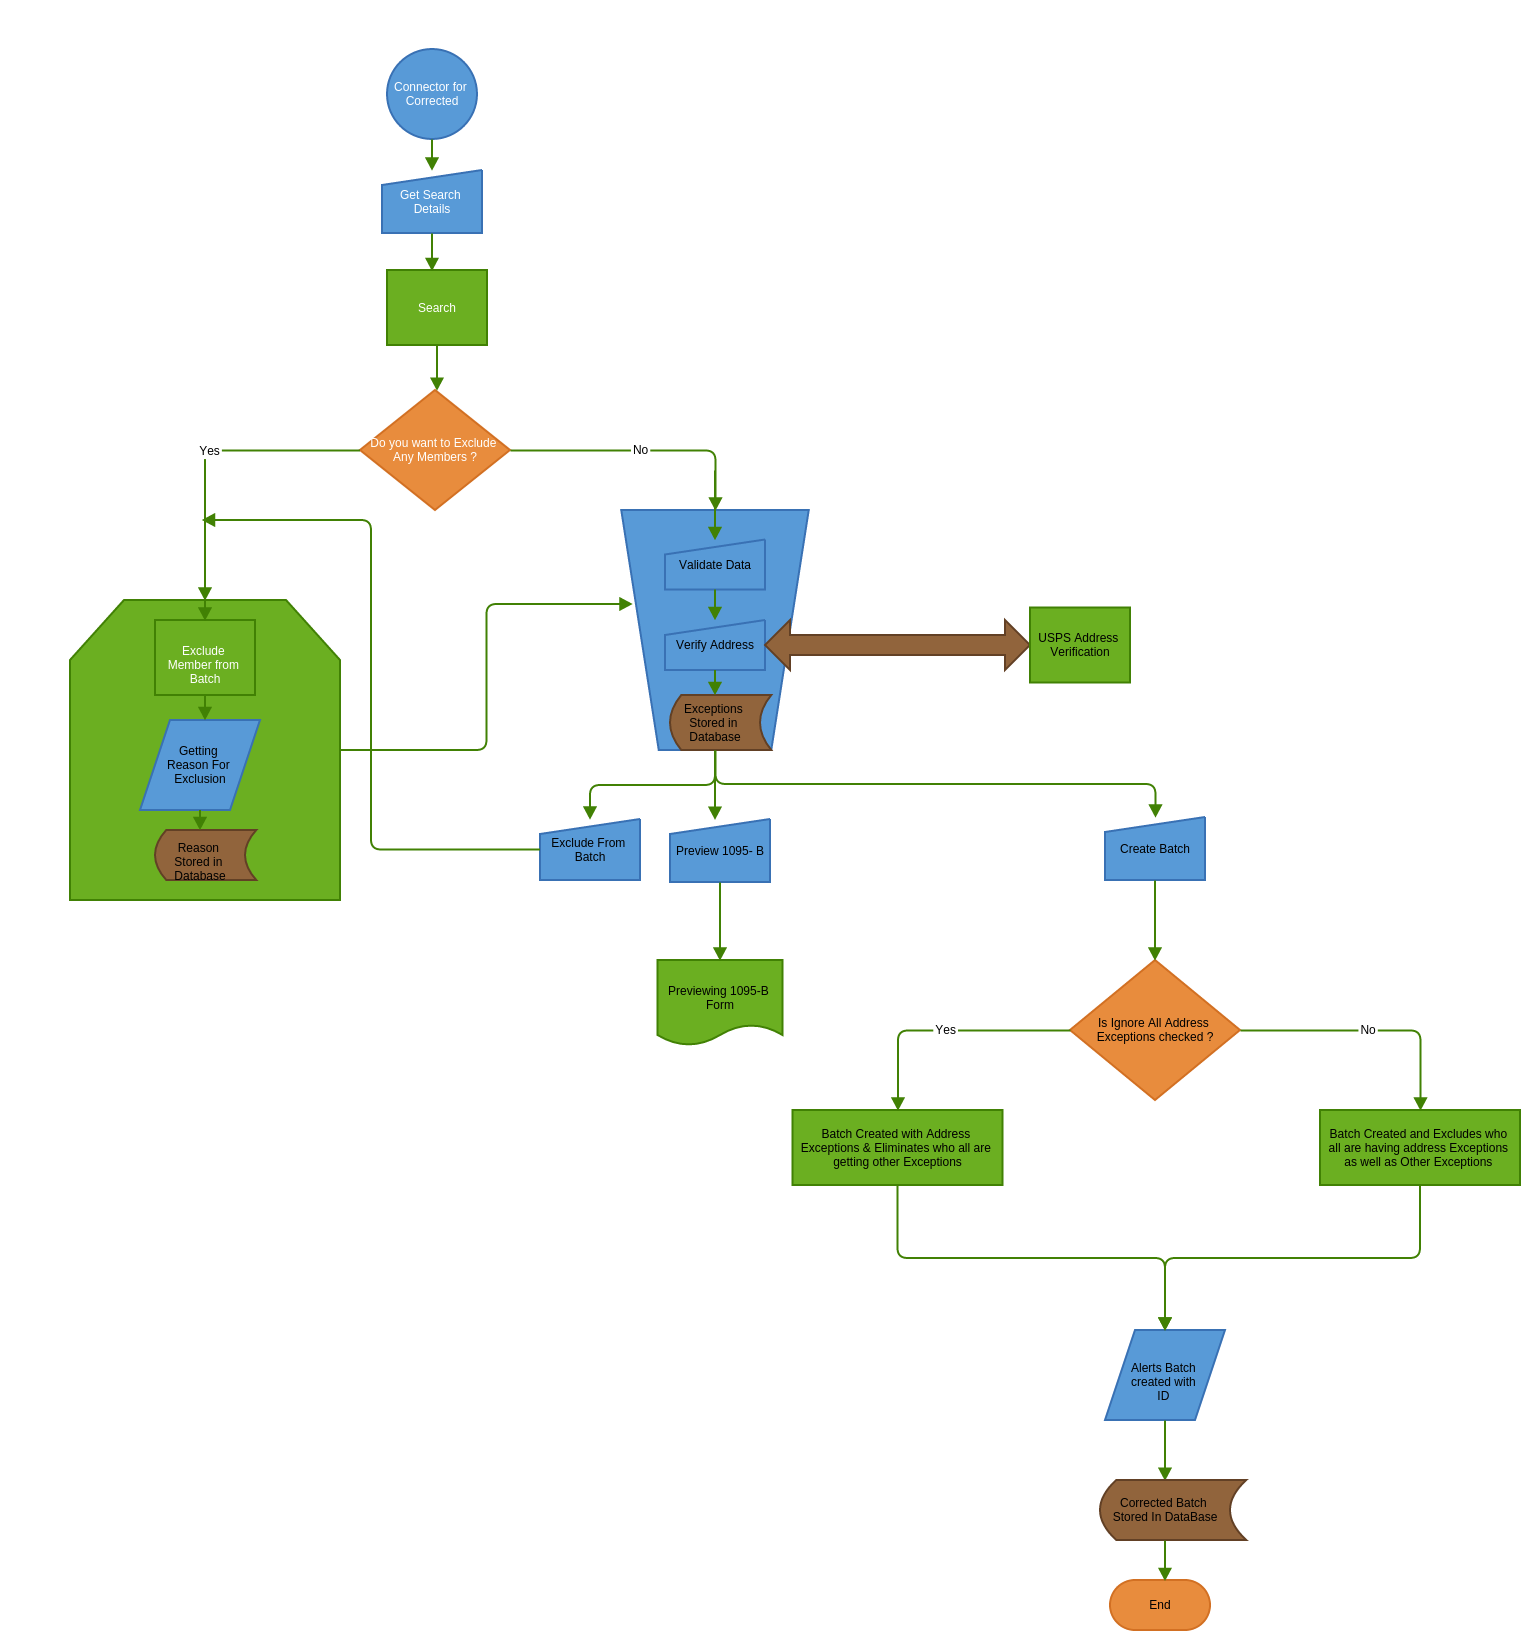 Connector for
Corrected
Get Search
Details
Search
Do you want to Exclude
Any Members ?
Yes
No
Validate Data
Verify Address
Exceptions
Stored in
Database
USPS Address
Verification
Exclude
Member from
Batch
Getting
Reason For
Exclusion
Reason
Stored in
Database
Exclude From
Batch
Preview 1095- B
Create Batch
Previewing 1095-B
Form
Is Ignore All Address
Exceptions checked ?
Yes
No
Batch Created with Address
Exceptions & Eliminates who all are
getting other Exceptions
Batch Created and Excludes who
all are having address Exceptions
as well as Other Exceptions
Alerts Batch
created with
ID
Corrected Batch
Stored In DataBase
End